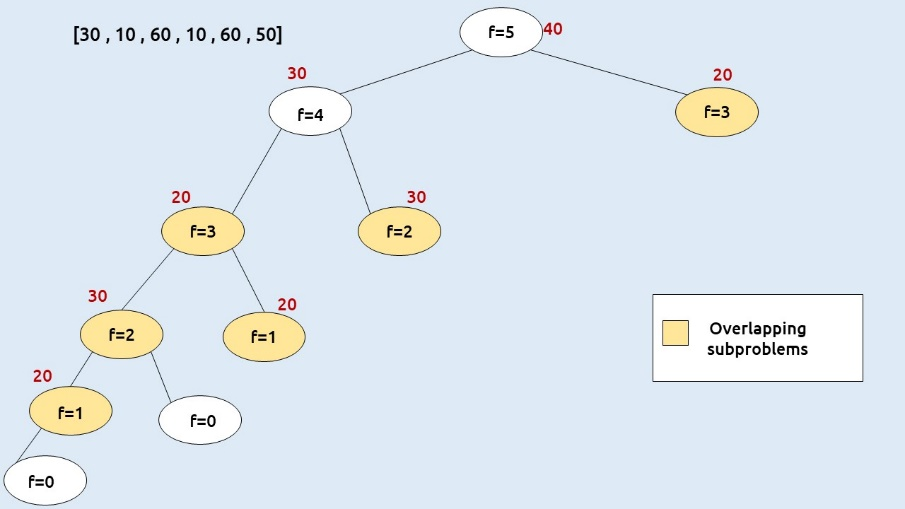 [30 , 10 , 60 , 10 , 60 , 50]
f=5 40
30
f=4
20
f=3
20
f=3
30
f=2
30
f=2
20
f=1
Overlapping
subproblems
20
f=1
f=0
f=0